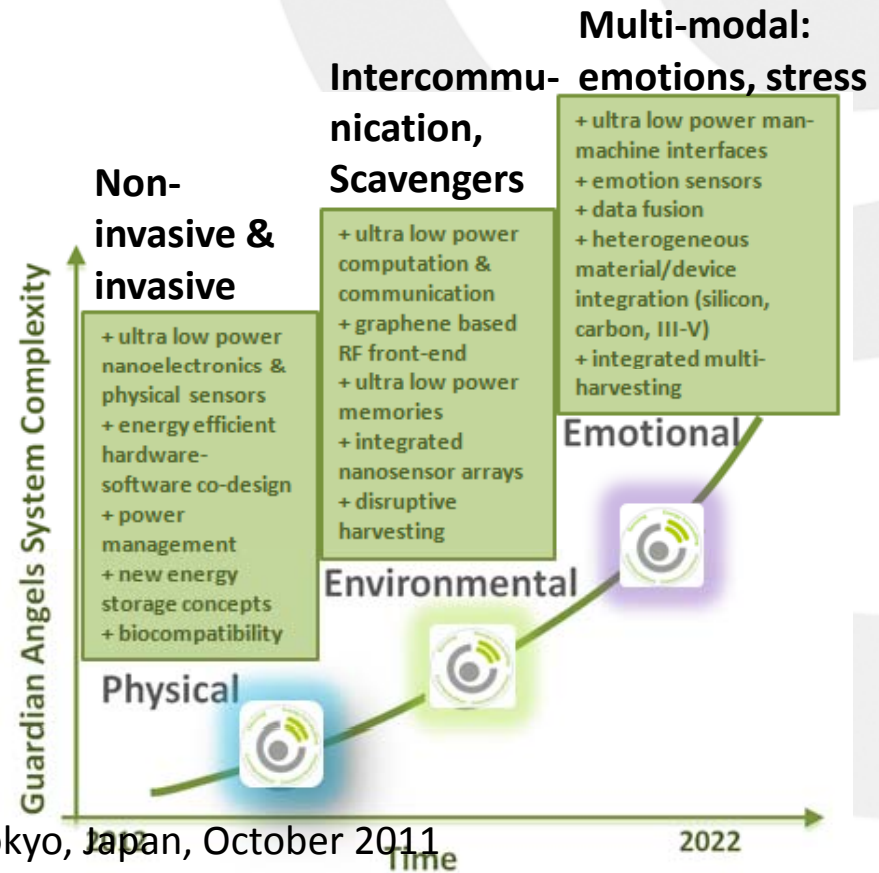 Multi-modal:
emotions, stress
Intercommu-
nication,
Scavengers
Non-
invasive &
invasive
+ ultra low power man-
machine interfaces
+ emotion sensors
+ data fusion
+ heterogeneous
material/device
integration (silicon,
carbon, III-V)
+ integrated multi-
harvesting
+ ultra low power
computation &
communication
+ graphene based
RF front-end
+ ultra low power
memories
+ integrated
nanosensor arrays
+ disruptive
harvesting
+ ultra low power
nanoelectronics &
physical sensors
+ energy efficient
hardware-
software co-design
+ power
management
+ new energy
storage concepts
+ biocompatibility
Emotional
Environmental
Physical
Guardian Angels System Complexity
2012
Time
2022
okyo, Japan, October 2011